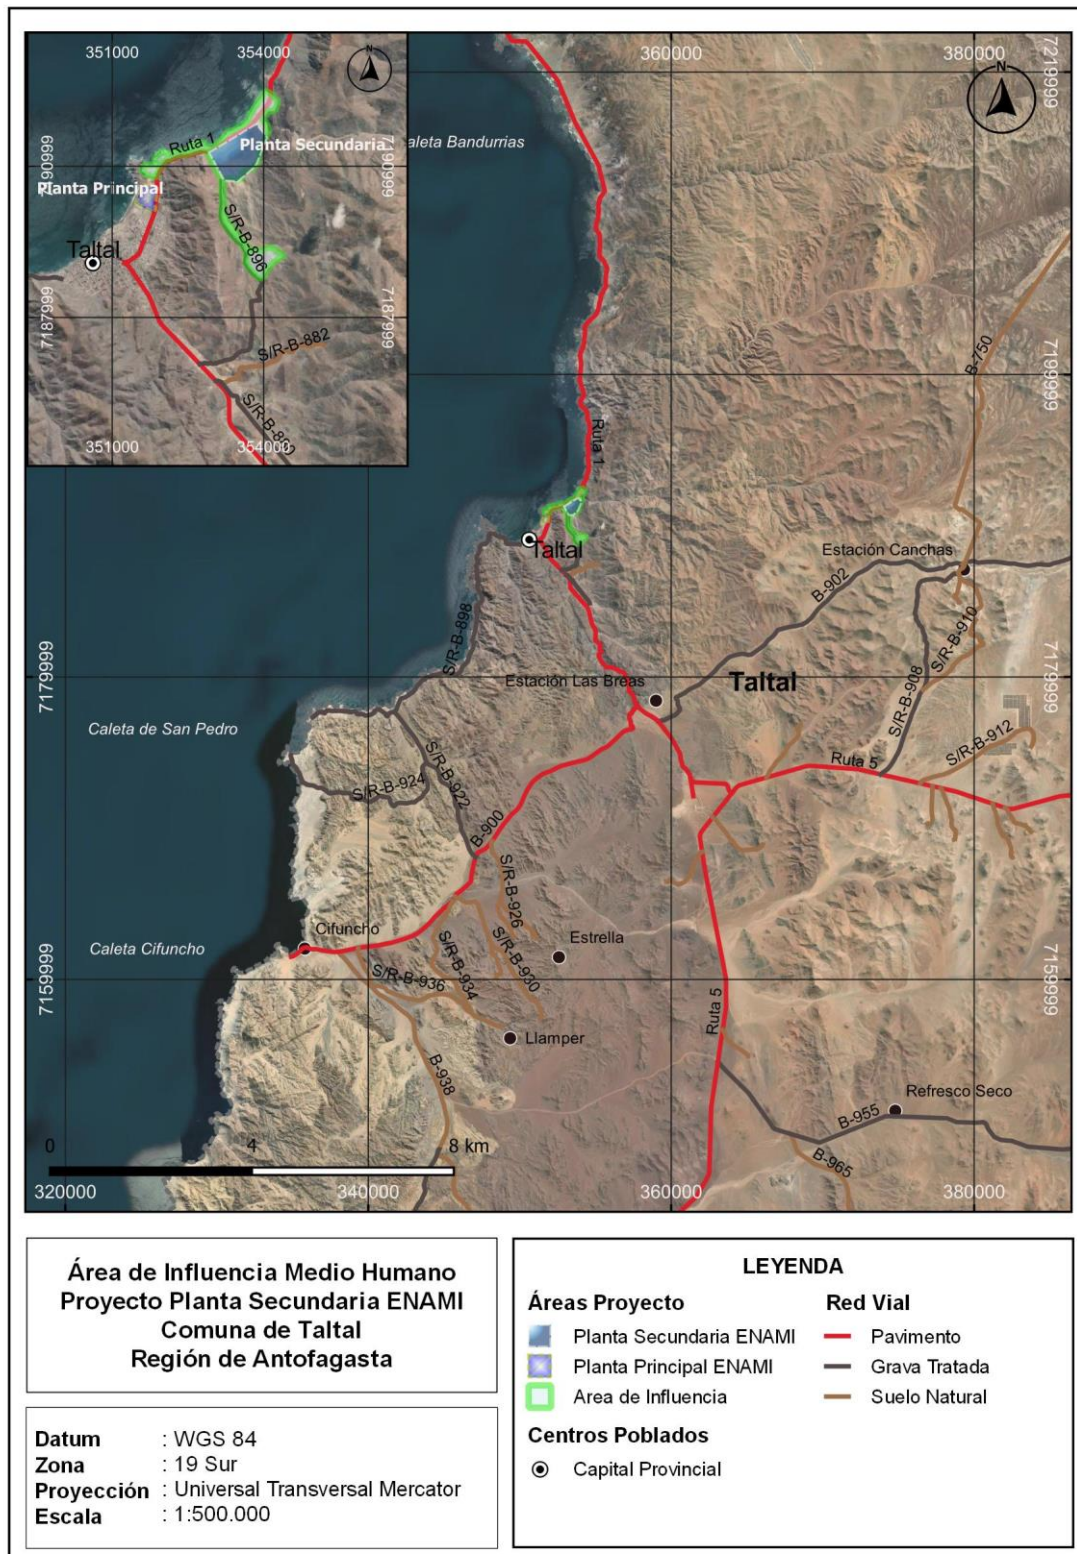 351000
354000
N
Ruta 1
Planta Secundaria
7190999
Planta Principal
S/R-B-896
Taltal
7187999
S/R-B-882
351000
354000
360000
380000
7219999
N
aleta Bandurrias
B-750
7199999
Ruta 1
Taltal
Estación Canchas
B-902
S/R-B-898
S/R-B-910
7179999
Estación Las Breas
Taltal
7179999
S/R-B-908
Caleta de San Pedro
S/R-B-922
Ruta 5
S/R-B-912
S/R-B-924
B-900
S/R-B-926
Cifuncho
Caleta Cifuncho
Estrella
S/R-B-934
S/R-B-930
7159999
S/R-B-936
7159999
Ruta 5
Llamper
B-938
Refresco Seco
B-955
0
4
8 km
B-965
320000
340000
360000
380000
Área de Influencia Medio Humano
Proyecto Planta Secundaria ENAMI
Comuna de Taltal
Región de Antofagasta
Datum : WGS 84
Zona : 19 Sur
Proyección : Universal Transversal Mercator
Escala : 1:500.000
LEYENDA
Áreas Proyecto
Planta Secundaria ENAMI
Planta Principal ENAMI
Area de Influencia
Centros Poblados
Capital Provincial
Red Vial
Pavimento
Grava Tratada
Suelo Natural